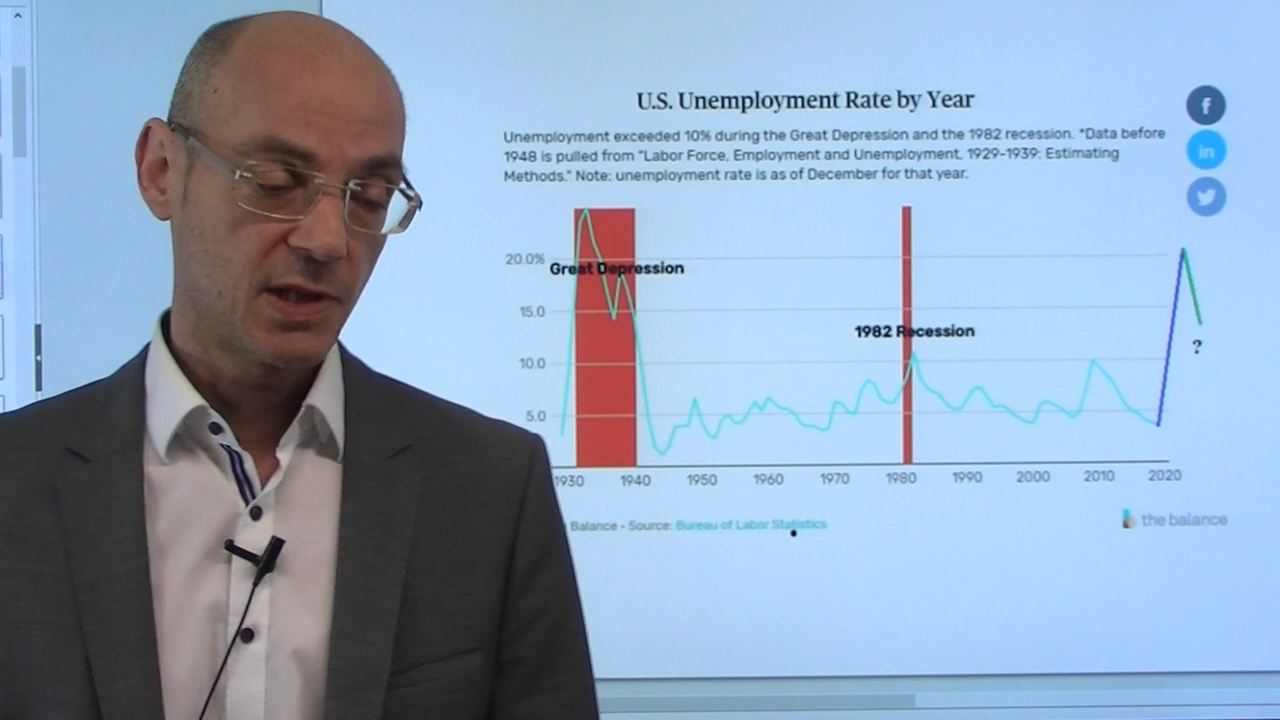 U.S. Unemployment Rate by Year
Unemployment exceeded 10% during the Great Depression and the 1982 recession. *Data before
1948 is pulled from "Labor Force, Employment and Unemployment, 1929-1939: Estimating
Methods." Note: unemployment rate is as of December for that year.
f
in
20.0%
Great Depression
15.0
1982 Recession
?
10.0
5.0
1930 1940 1950 1960 1970 1980 1990 2000 2010 2020
Balance - Source: Bureau of Labor Statistics
the balance